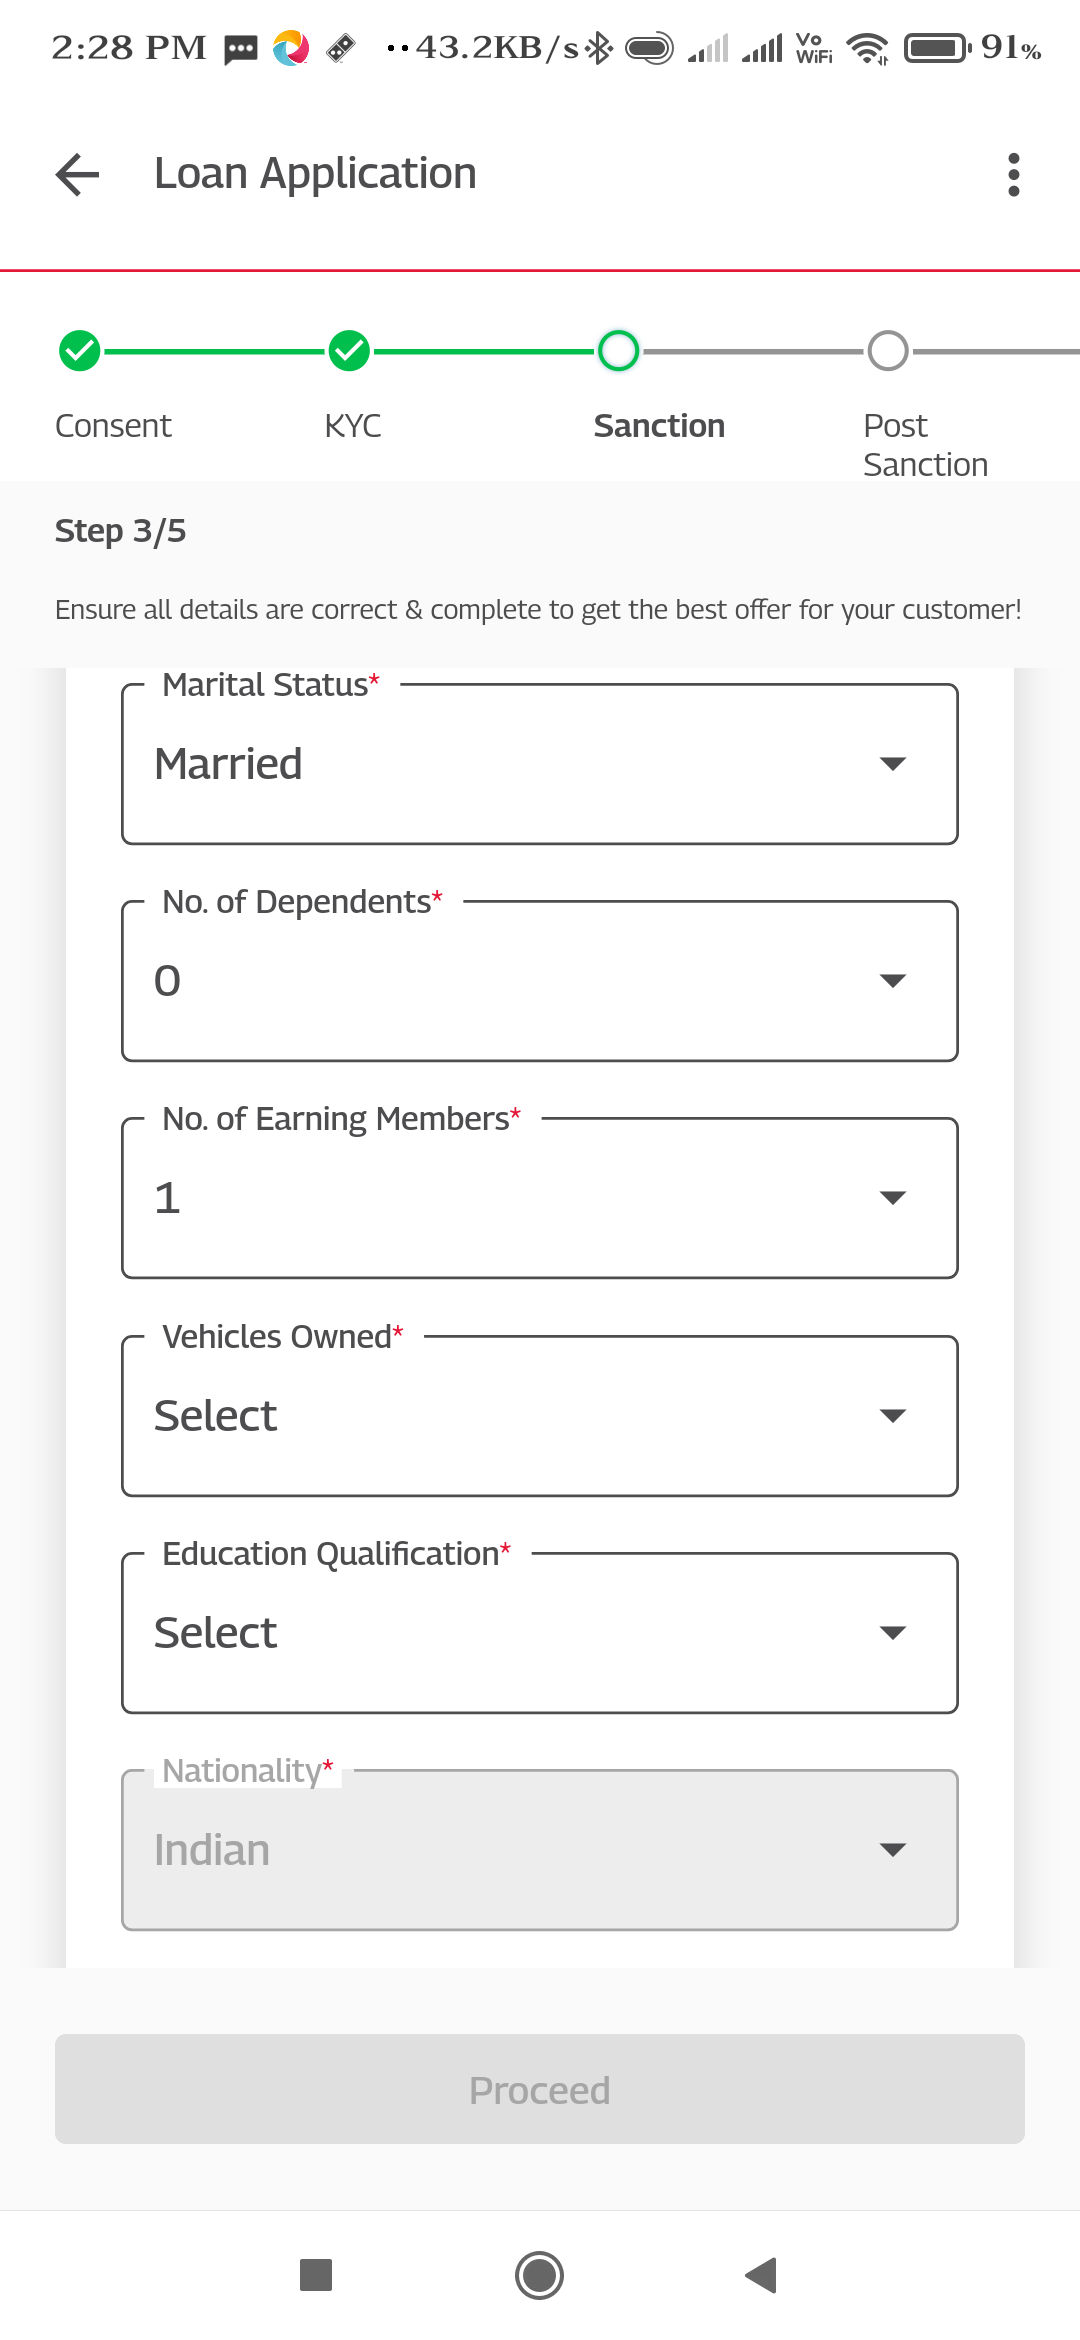 2:28 PM 43.2KB/s Vo WiFi 91%
Loan Application
Consent KYC Sanction Post Sanction
Step 3/5
Ensure all details are correct & complete to get the best offer for your customer!
Marital Status*
Married
No. of Dependents*
0
No. of Earning Members*
1
Vehicles Owned*
Select
Education Qualification*
Select
Nationality*
Indian
Proceed